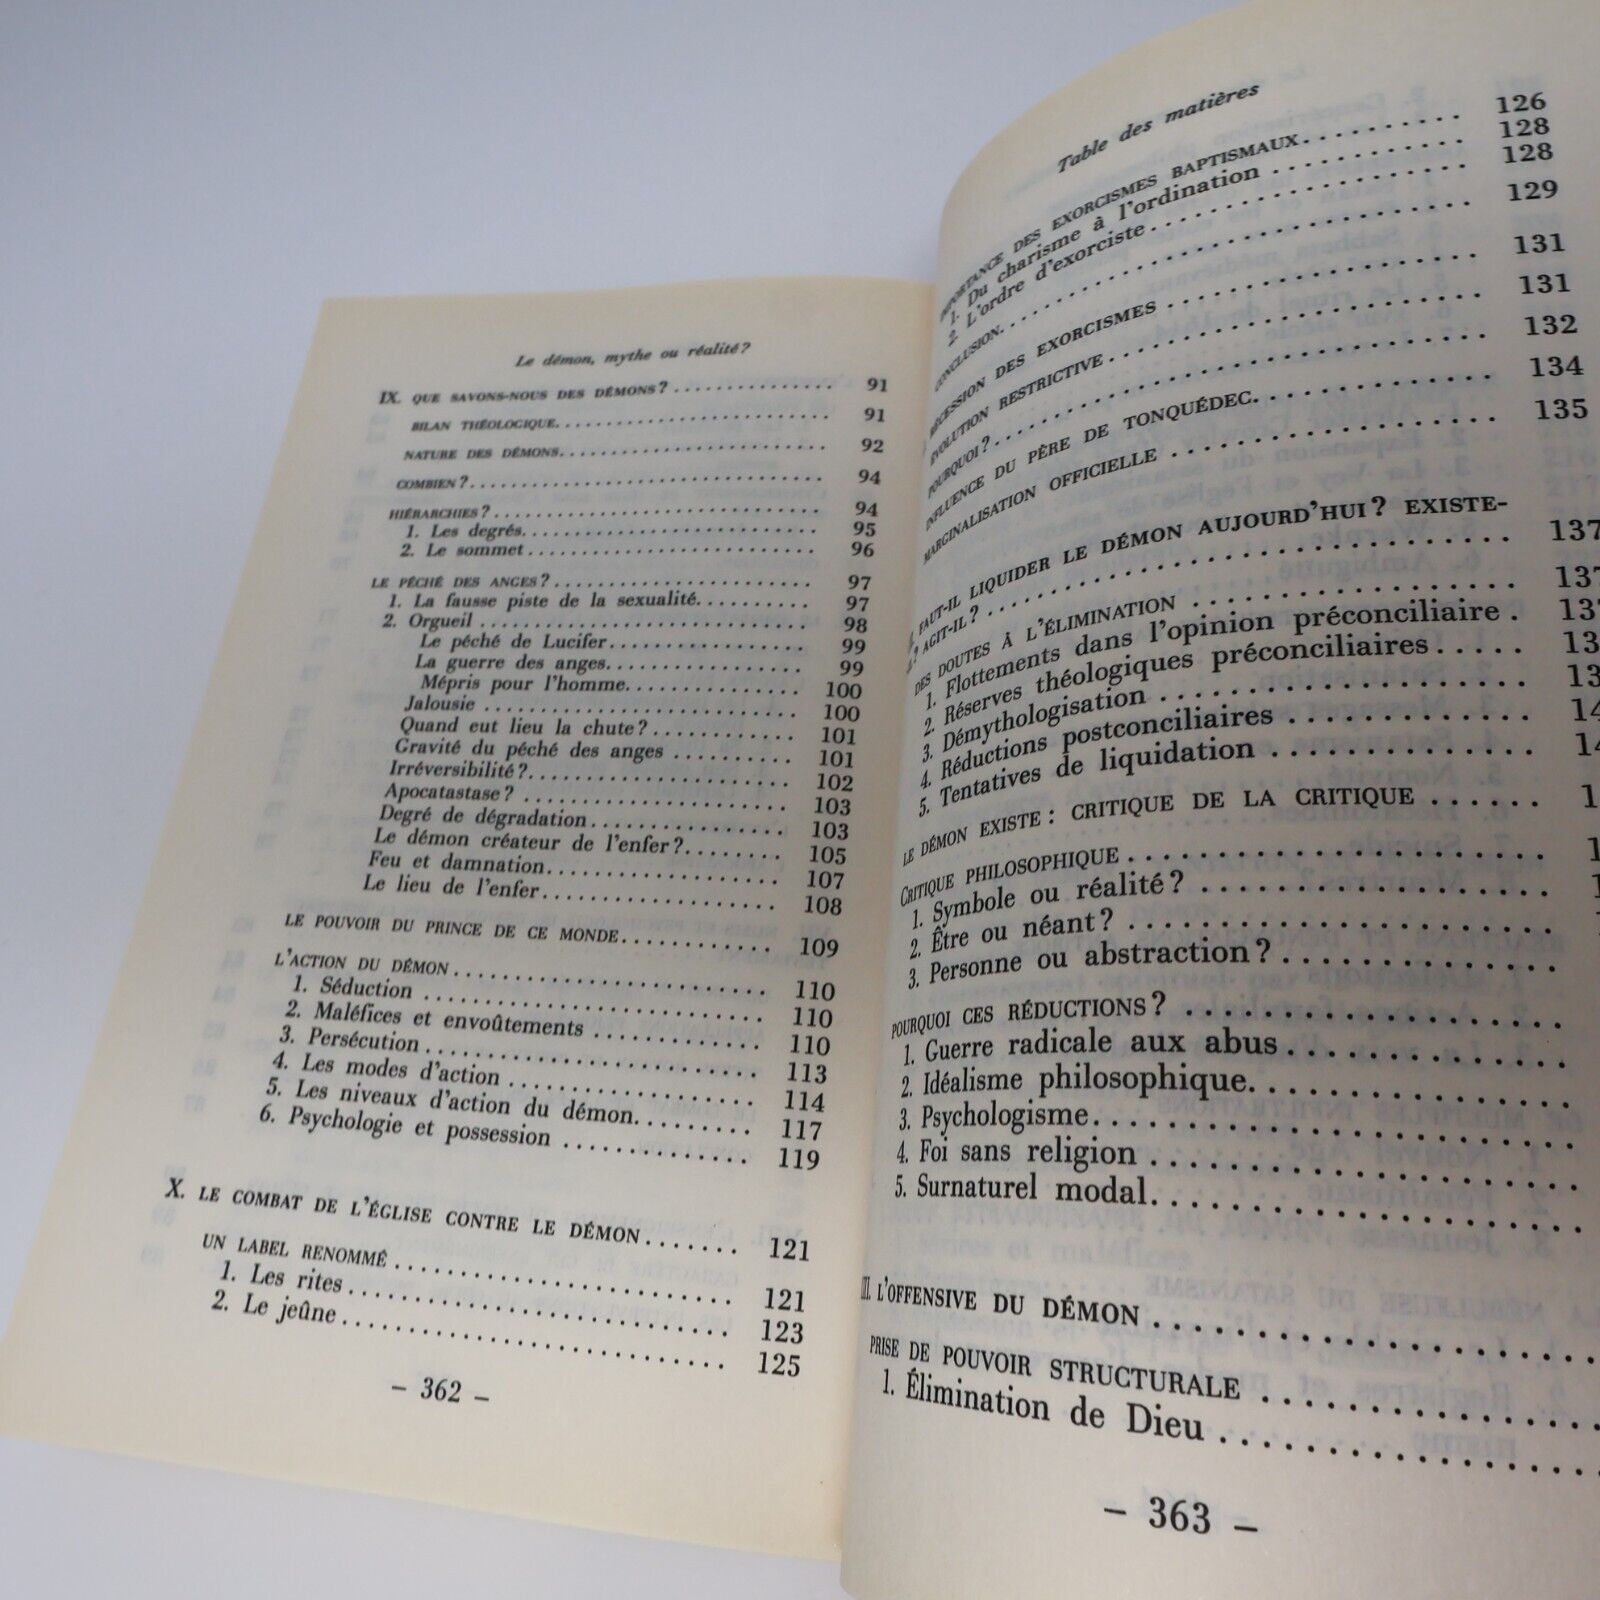 Le démon, mythe ou réalité?
IX. QUE SAVONS-NOUS DES DÉMONS? ................ 91
BILAN THÉOLOGIQUE. ............................ 91
NATURE DES DÉMONS. ............................ 92
COMBIEN? ................................ 94
HIÉRARCHIES? ................................ 94
1. Les degrés. ............................ 95
2. Le sommet ............................ 96
LE PÉCHÉ DES ANGES? ........................ 97
1. La fausse piste de la sexualité. .......... 97
2. Orgueil ................................ 98
Le péché de Lucifer. .................... 99
La guerre des anges. .................... 99
Mépris pour l'homme. .................... 100
Jalousie ............................ 100
Quand eut lieu la chute? ................ 101
Gravité du péché des anges .............. 101
Irréversibilité? ........................ 102
Apocatastase? ........................ 103
Degré de dégradation .................... 103
Le démon créateur de l'enfer? ............ 105
Feu et damnation. ........................ 107
Le lieu de l'enfer. ........................ 108
LE POUVOIR DU PRINCE DE CE MONDE. ............ 109
L'ACTION DU DÉMON ............................ 110
1. Séduction ............................ 110
2. Maléfices et envoûtements ................ 110
3. Persécution ............................ 113
4. Les modes d'action ........................ 114
5. Les niveaux d'action du démon. ............ 117
6. Psychologie et possession ................ 119
X. LE COMBAT DE L'ÉGLISE CONTRE LE DÉMON ....... 121
UN LABEL RENOMMÉ ............................ 121
1. Les rites ................................ 123
2. Le jeûne ................................ 125
– 362 –
Table des matières
IMPORTANCE DES EXORCISMES BAPTISMAUX. .......... 126
1. Du charisme à l'ordination ............ 128
2. L'ordre d'exorciste .................... 128
CONCLUSION. ................................ 129
RÉCESSION DES EXORCISMES .................... 131
EVOLUTION RESTRICTIVE ........................ 131
POURQUOI? ................................ 132
INFLUENCE DU PÈRE DE TONQUÉDEC. ............ 134
MARGINALISATION OFFICIELLE .................... 135
FAUT-IL LIQUIDER LE DÉMON AUJOURD'HUI? EXISTE-
? AGIT-IL? ................................ 137
DES DOUTES À L'ÉLIMINATION ................ 137
1. Flottements dans l'opinion préconciliaire .
2. Réserves théologiques préconciliaires .....
3. Démythologisation ....................
4. Réductions postconciliaires .............
5. Tentatives de liquidation ...............
LE DÉMON EXISTE : CRITIQUE DE LA CRITIQUE ......
CRITIQUE PHILOSOPHIQUE ........................
1. Symbole ou réalité? ....................
2. Être ou néant? ........................
3. Personne ou abstraction? ................
POURQUOI CES RÉDUCTIONS? ....................
1. Guerre radicale aux abus ................
2. Idéalisme philosophique. ................
3. Psychologisme. ........................
4. Foi sans religion ....................
5. Surnaturel modal. ....................
II. L'OFFENSIVE DU DÉMON ....................
PRISE DE POUVOIR STRUCTURALE ................
1. Élimination de Dieu ....................
– 363 –